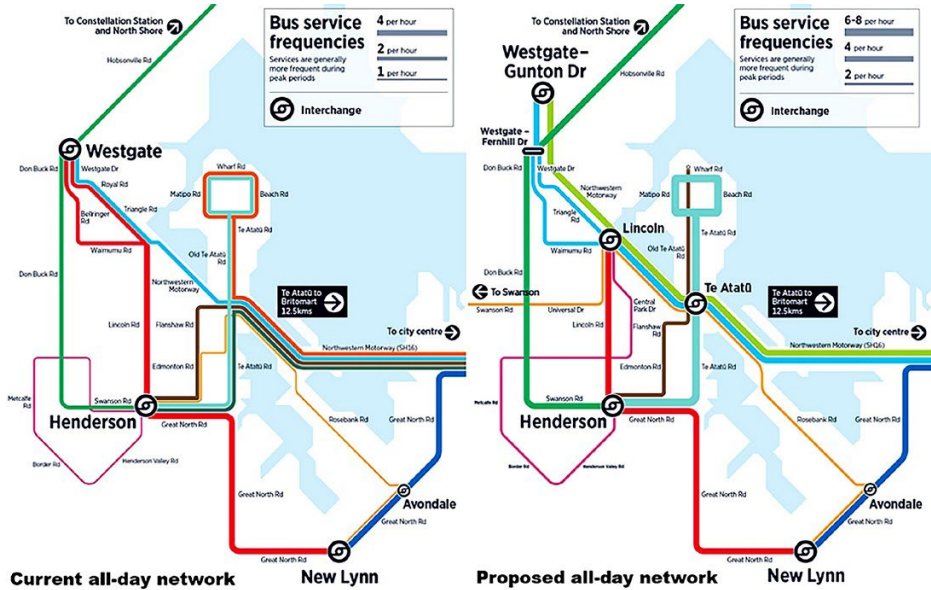 To Constellation Station
and North Shore
Hobsonville Rd
Bus service
frequencies
Services are generally
more frequent during
peak periods
4 per hour
2 per hour
1 per hour
Interchange
Westgate
Don Buck Rd
Westgate Dr
Royal Rd
Triangle Rd
Bellringer
Rd
Waimumu Rd
Wharf Rd
Matipo Rd
Beach Rd
Te Atatū Rd
Old Te Atatū
Rd
Don Buck Rd
Northwestern
Motorway
Te Atatū to
Britomart
12.5kms
To city centre
Lincoln Rd
Flanshaw Rd
Northwestern Motorway (SH16)
Edmonton Rd
Te Atatū Rd
Metcalfe
Rd
Swanson Rd
Henderson
Great North Rd
Rosebank Rd
Great North Rd
Border Rd
Henderson Valley Rd
Great North Rd
Avondale
Great North Rd
Great North Rd
New Lynn
Current all-day network
To Constellation Station
and North Shore
Westgate–
Gunton Dr
Hobsonville Rd
Bus service
frequencies
Services are generally
more frequent during
peak periods
6-8 per hour
4 per hour
2 per hour
Interchange
Westgate –
Fernhill Dr
Don Buck Rd
Westgate Dr
Northwestern
Motorway
Triangle Rd
Waimumu Rd
Lincoln
Wharf Rd
Matipo Rd
Beach Rd
Te Atatū Rd
Old Te Atatū
Rd
Don Buck Rd
To Swanson
Swanson Rd
Universal Dr
Central
Park Dr
Te Atatū
Te Atatū to
Britomart
12.5kms
To city centre
Lincoln Rd
Flanshaw
Rd
Northwestern Motorway (SH16)
Edmonton Rd
Te Atatū Rd
Metcalfe Rd
Swanson Rd
Henderson
Great North Rd
Rosebank Rd
Great North Rd
Border Rd
Henderson Valley Rd
Great North Rd
Avondale
Great North Rd
Great North Rd
New Lynn
Proposed all-day network